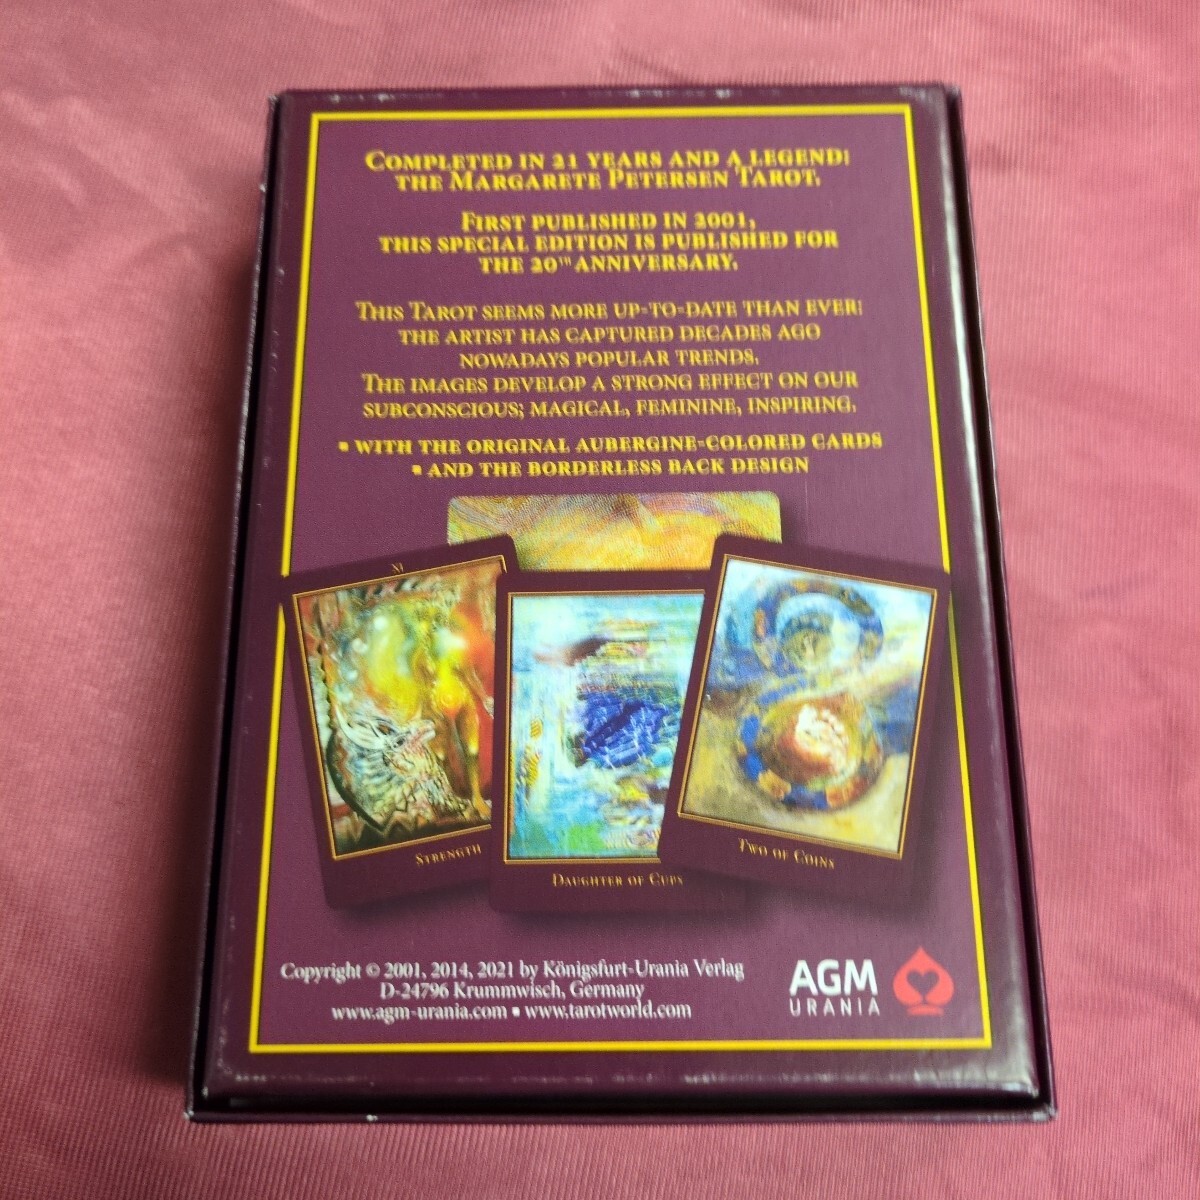 COMPLETED IN 21 YEARS AND A LEGEND:
THE MARGARETE PETERSEN TAROT.
FIRST PUBLISHED IN 2001,
THIS SPECIAL EDITION IS PUBLISHED FOR
THE 20TH ANNIVERSARY.
THIS TAROT SEEMS MORE UP-TO-DATE THAN EVER:
THE ARTIST HAS CAPTURED DECADES AGO
NOWADAYS POPULAR TRENDS.
THE IMAGES DEVELOP A STRONG EFFECT ON OUR
SUBCONSCIOUS; MAGICAL, FEMININE, INSPIRING.
▪ WITH THE ORIGINAL AUBERGINE-COLORED CARDS
▪ AND THE BORDERLESS BACK DESIGN
XI
STRENGTH
DAUGHTER OF CUPS
TWO OF COINS
Copyright © 2001, 2014, 2021 by Königsfurt-Urania Verlag
D-24796 Krummwisch, Germany
www.agm-urania.com ▪ www.tarotworld.com
AGM
URANIA